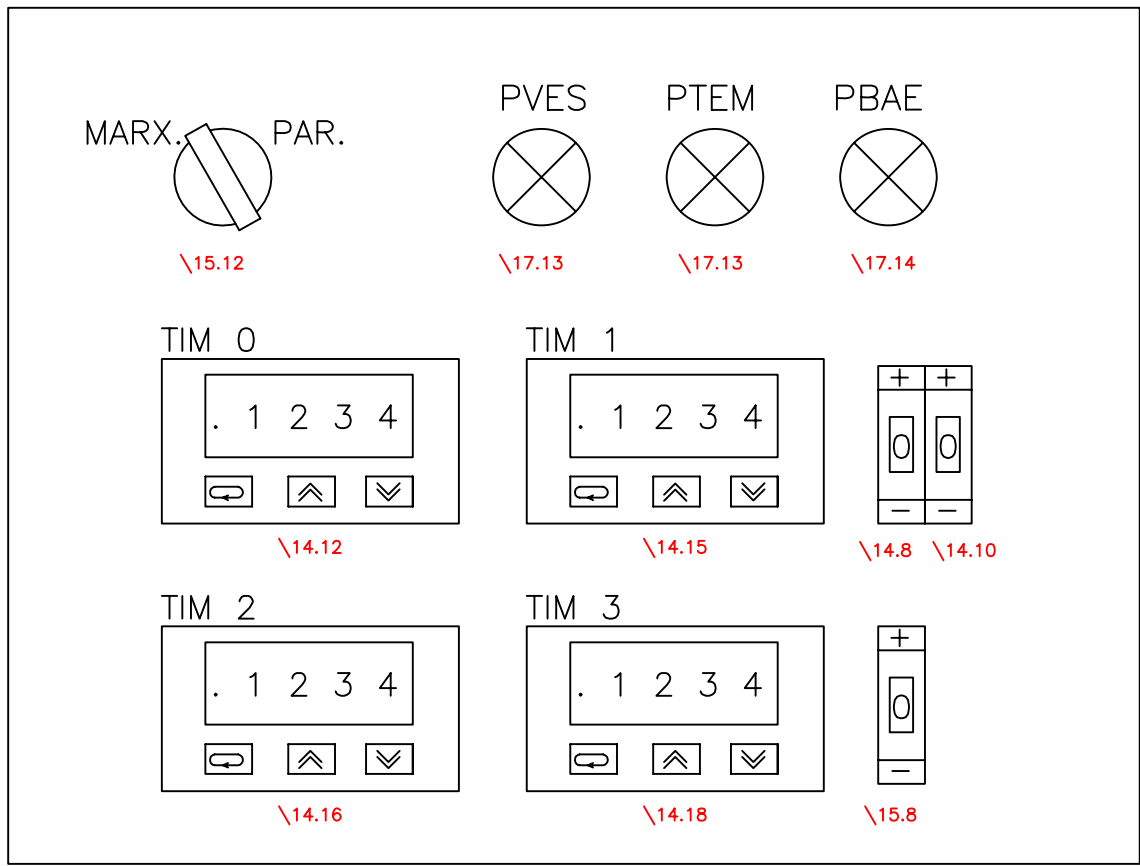 PVES PTEM PBAE
MARX. PAR.
\15.12 \17.13 \17.13 \17.14
TIM 0 TIM 1
. 1 2 3 4 . 1 2 3 4 + +
0 0
- -
\14.12 \14.15 \14.8 \14.10
TIM 2 TIM 3
+
. 1 2 3 4 . 1 2 3 4 0
-
\14.16 \14.18 \15.8